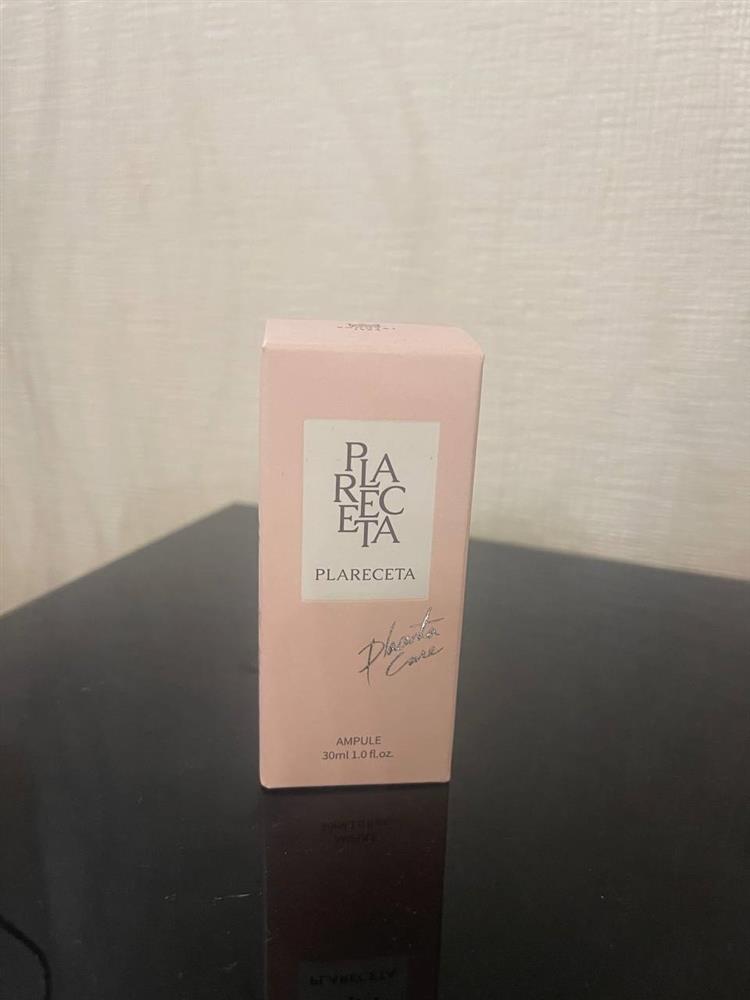 PLA
REC
ETA
PLARECETA
Placenta
Care
AMPULE
30ml 1.0 fl.oz.